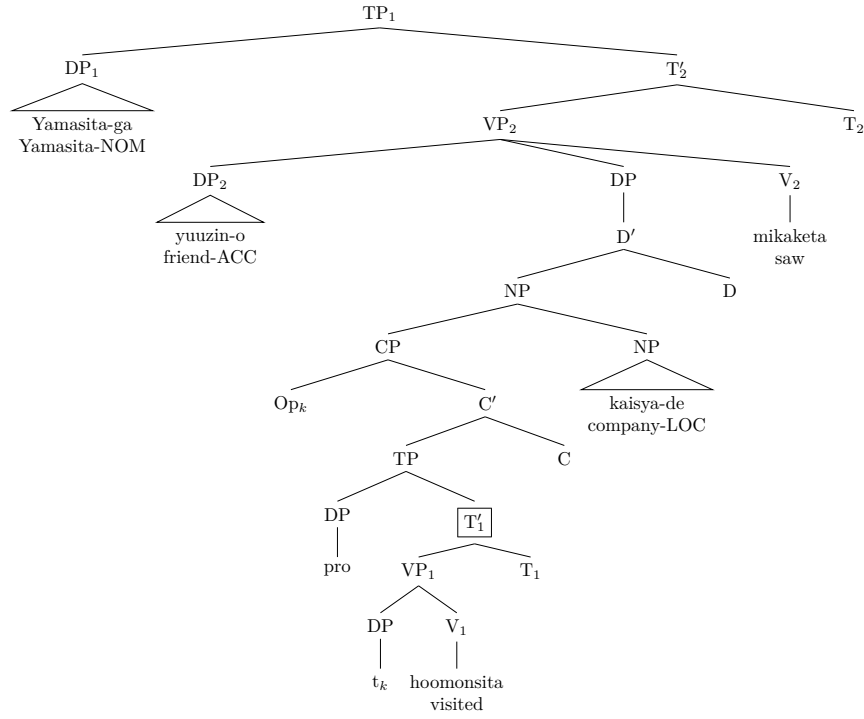 TP₁
DP₁ T′₂
Yamasita-ga
Yamasita-NOM
VP₂ T₂
DP₂ DP V₂
yuuzin-o
friend-ACC
mikaketa
saw
D′
NP D
CP NP
Opₖ C′
kaisya-de
company-LOC
TP C
DP T′₁
pro VP₁ T₁
DP V₁
tₖ hoomonsita
visited